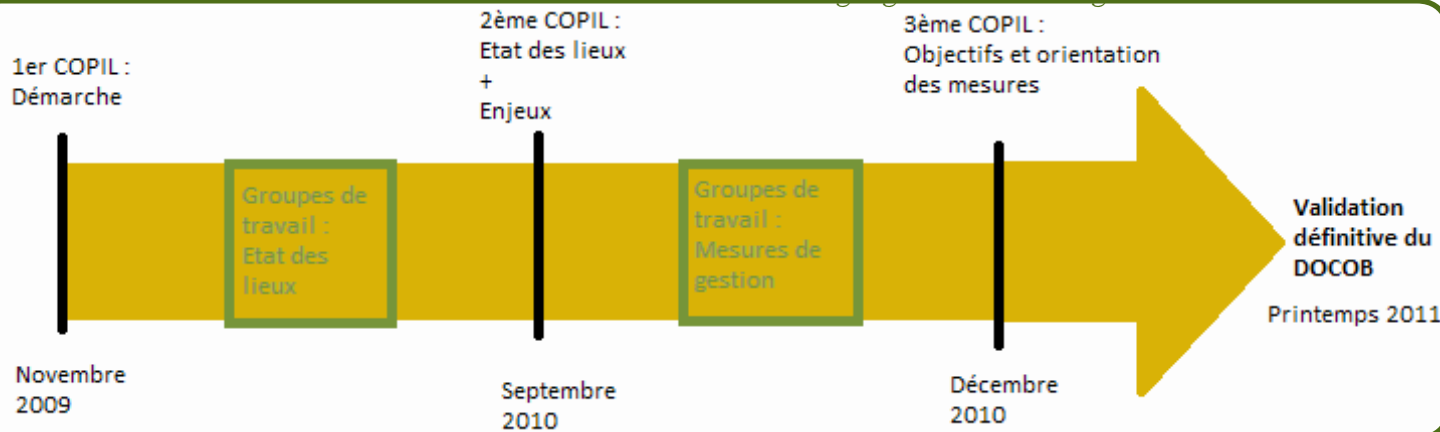 1er COPIL :
Démarche
2ème COPIL :
Etat des lieux
+
Enjeux
3ème COPIL :
Objectifs et orientation
des mesures
Groupes de
travail :
Etat des
lieux
Groupes de
travail :
Mesures de
gestion
Validation
définitive du
DOCOB
Printemps 2011
Novembre
2009
Septembre
2010
Décembre
2010